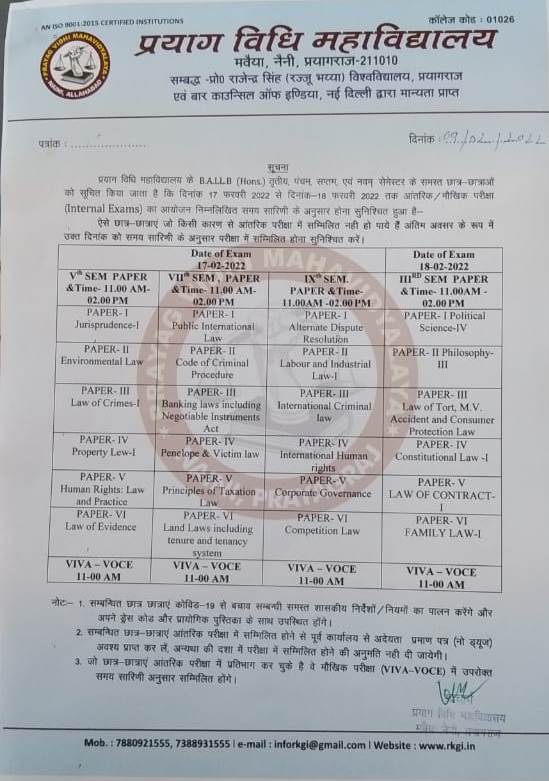 AN ISO 9001:2015 CERTIFIED INSTITUTIONS
कॉलेज कोड : 01026
PRAYAG VIDHI MAHAVIDYALAYA
NAINI, ALLAHABAD
प्रयाग विधि महाविद्यालय
मवैया, नैनी, प्रयागराज-211010
सम्बद्ध -प्रो० राजेन्द्र सिंह (रज्जू भय्या) विश्वविद्यालय, प्रयागराज
एवं बार काउन्सिल ऑफ इण्डिया, नई दिल्ली द्वारा मान्यता प्राप्त
पत्रांक : ......................
दिनांक : 09/02/2022
सूचना
प्रयाग विधि महाविद्यालय के B.A.LL.B (Hons.) तृतीय, पंचम, सप्तम, एवं नवम् सेमेस्टर के समस्त छात्र-छात्राओं
को सूचित किया जाता है कि दिनांक 17 फरवरी 2022 से दिनांक-18 फरवरी 2022 तक आंतरिक/मौखिक परीक्षा
(Internal Exams) का आयोजन निम्नलिखित समय सारिणी के अनुसार होना सुनिश्चित हुआ है–
ऐसे छात्र-छात्राएं जो किसी कारण से आंतरिक परीक्षा में सम्मिलित नही हो पाये हैं अंतिम अवसर के रूप में
उक्त दिनांक को समय सारिणी के अनुसार परीक्षा में सम्मिलित होना सुनिश्चित करें।
Date of Exam
17-02-2022
Date of Exam
18-02-2022
Vth SEM PAPER
&Time- 11.00 AM-
02.00 PM
VIIth SEM, PAPER
&Time- 11.00 AM-
02.00 PM
IXth SEM.
PAPER &Time-
11.00AM -02.00 PM
IIIRD SEM PAPER
&Time- 11.00AM -
02.00 PM
PAPER- I
Jurisprudence-I
PAPER- I
Public International
Law
PAPER- I
Alternate Dispute
Resolution
PAPER- I Political
Science-IV
PAPER- II
Environmental Law
PAPER- II
Code of Criminal
Procedure
PAPER- II
Labour and Industrial
Law-I
PAPER- II Philosophy-
III
PAPER- III
Law of Crimes-I
PAPER- III
Banking laws including
Negotiable Instruments
Act
PAPER- III
International Criminal
law
PAPER- III
Law of Tort, M.V.
Accident and Consumer
Protection Law
PAPER- IV
Property Lew-I
PAPER- IV
Penelope & Victim law
PAPER- IV
International Human
rights
PAPER- IV
Constitutional Law -I
PAPER- V
Human Rights: Law
and Practice
PAPER- V
Principles of Taxation
Law
PAPER- V
Corporate Governance
PAPER- V
LAW OF CONTRACT-
I
PAPER- VI
Law of Evidence
PAPER- VI
Land Laws including
tenure and tenancy
system
PAPER- VI
Competition Law
PAPER- VI
FAMILY LAW-I
VIVA – VOCE
11-00 AM
VIVA – VOCE
11-00 AM
VIVA – VOCE
11-00 AM
VIVA – VOCE
11-00 AM
नोटः- 1. सम्बन्धित छात्र छात्राएं कोविड-19 से बचाव सम्बन्धी समस्त शासकीय निर्देशों/नियमों का पालन करेंगे और
अपने ड्रेस कोड और प्रायोगिक पुस्तिका के साथ उपस्थित होंगे।
2. सम्बन्धित छात्र-छात्राएं आंतरिक परीक्षा में सम्मिलित होने से पूर्व कार्यालय से अदेयता प्रमाण पत्र (नो ड्यूज)
अवश्य प्राप्त कर लें, अन्यथा की दशा में परीक्षा में सम्मिलित होने की अनुमति नही दी जायेगी।
3. जो छात्र-छात्राएं आंतरिक परीक्षा में प्रतिभाग कर चुके है वे मौखिक परीक्षा (VIVA-VOCE) में उपरोक्त
समय सारिणी अनुसार सम्मिलित होंगे।
प्रयाग विधि महाविद्यालय
मवैया, नैनी, प्रयागराज
Mob. : 7880921555, 7388931555 | e-mail : inforkgi@gmail.com | Website : www.rkgi.in